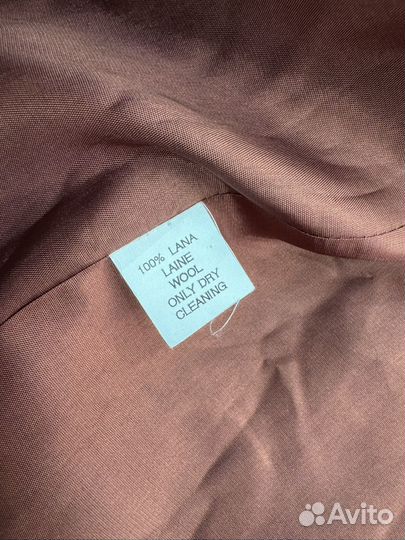 100% LANA
LAINE
WOOL
ONLY DRY
CLEANING
Avito